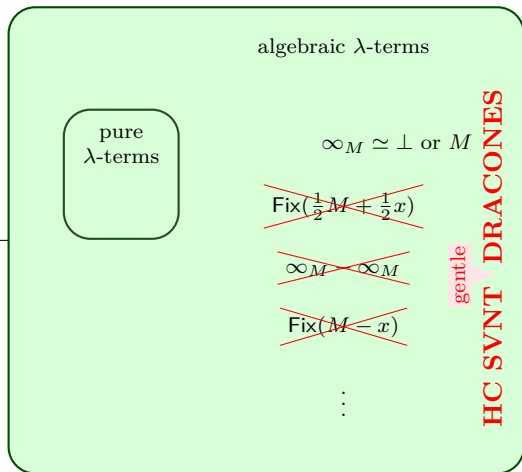 algebraic λ-terms
pure
λ-terms
∞_M ≃ ⊥ or M
Fix(½M + ½x)
∞_M − ∞_M
Fix(M − x)
⋮
gentle
HC SVNT DRACONES